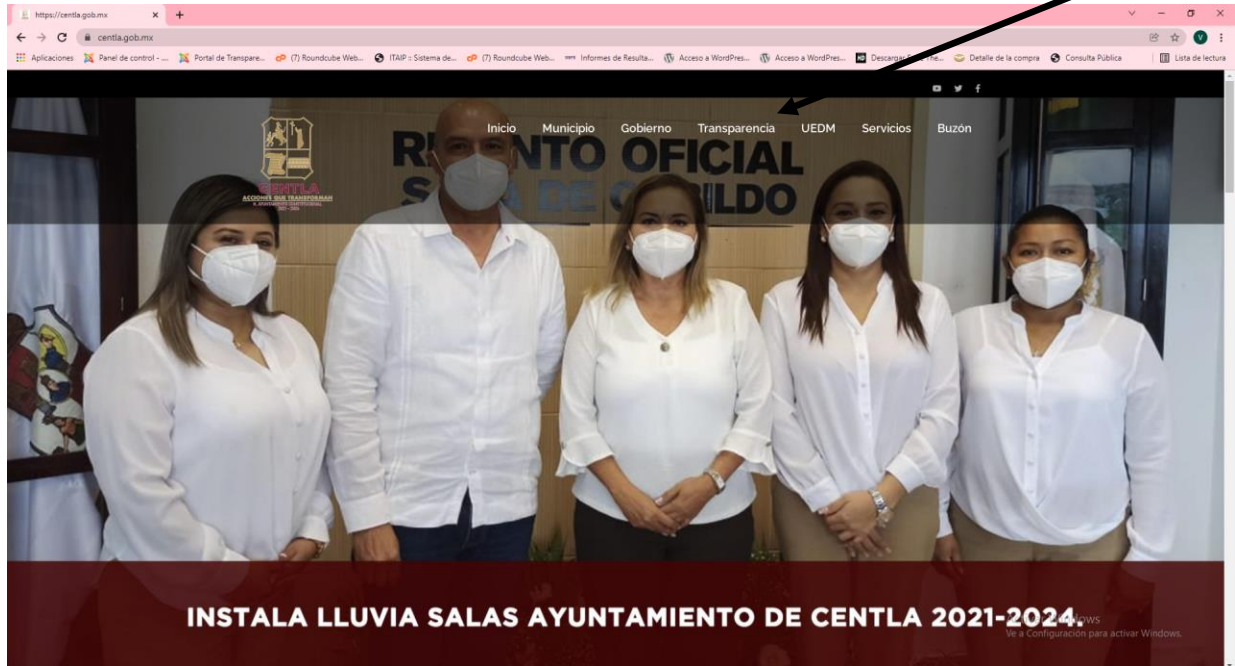 https://centla.gob.mx
centla.gob.mx
Aplicaciones Panel de control - ... Portal de Transpare... (7) Roundcube Web... ITAIP :: Sistema de... (7) Roundcube Web... Informes de Resulta... Acceso a WordPres... Acceso a WordPres... Detalle de la compra Consulta Pública Lista de lectura
Inicio Municipio Gobierno Transparencia UEDM Servicios Buzón
OFICIAL
CENTLA
ACCIONES QUE TRANSFORMAN
INSTALA LLUVIA SALAS AYUNTAMIENTO DE CENTLA 2021-2024.
Ve a Configuración para activar Windows.